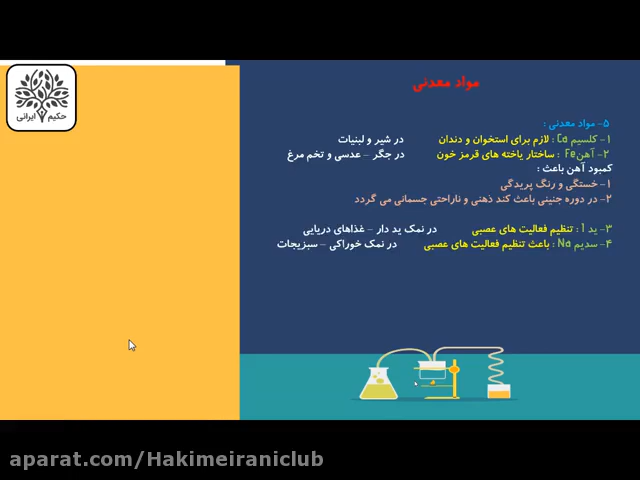 حکیم ایرانی
مواد معدنی
۵- مواد معدنی :
۱- کلسیم Ca : لازم برای استخوان و دندان در شیر و لبنیات
۲- آهن Fe : ساختار یاخته های قرمز خون در جگر - عدسی و تخم مرغ
کمبود آهن باعث :
۱- خستگی و رنگ پریدگی
۲- در دوره جنینی باعث کند ذهنی و ناراحتی جسمانی می گردد
۳- ید I : تنظیم فعالیت های عصبی در نمک ید دار - غذاهای دریایی
۴- سدیم Na : باعث تنظیم فعالیت های عصبی در نمک خوراکی - سبزیجات
aparat.com/Hakimeiraniclub